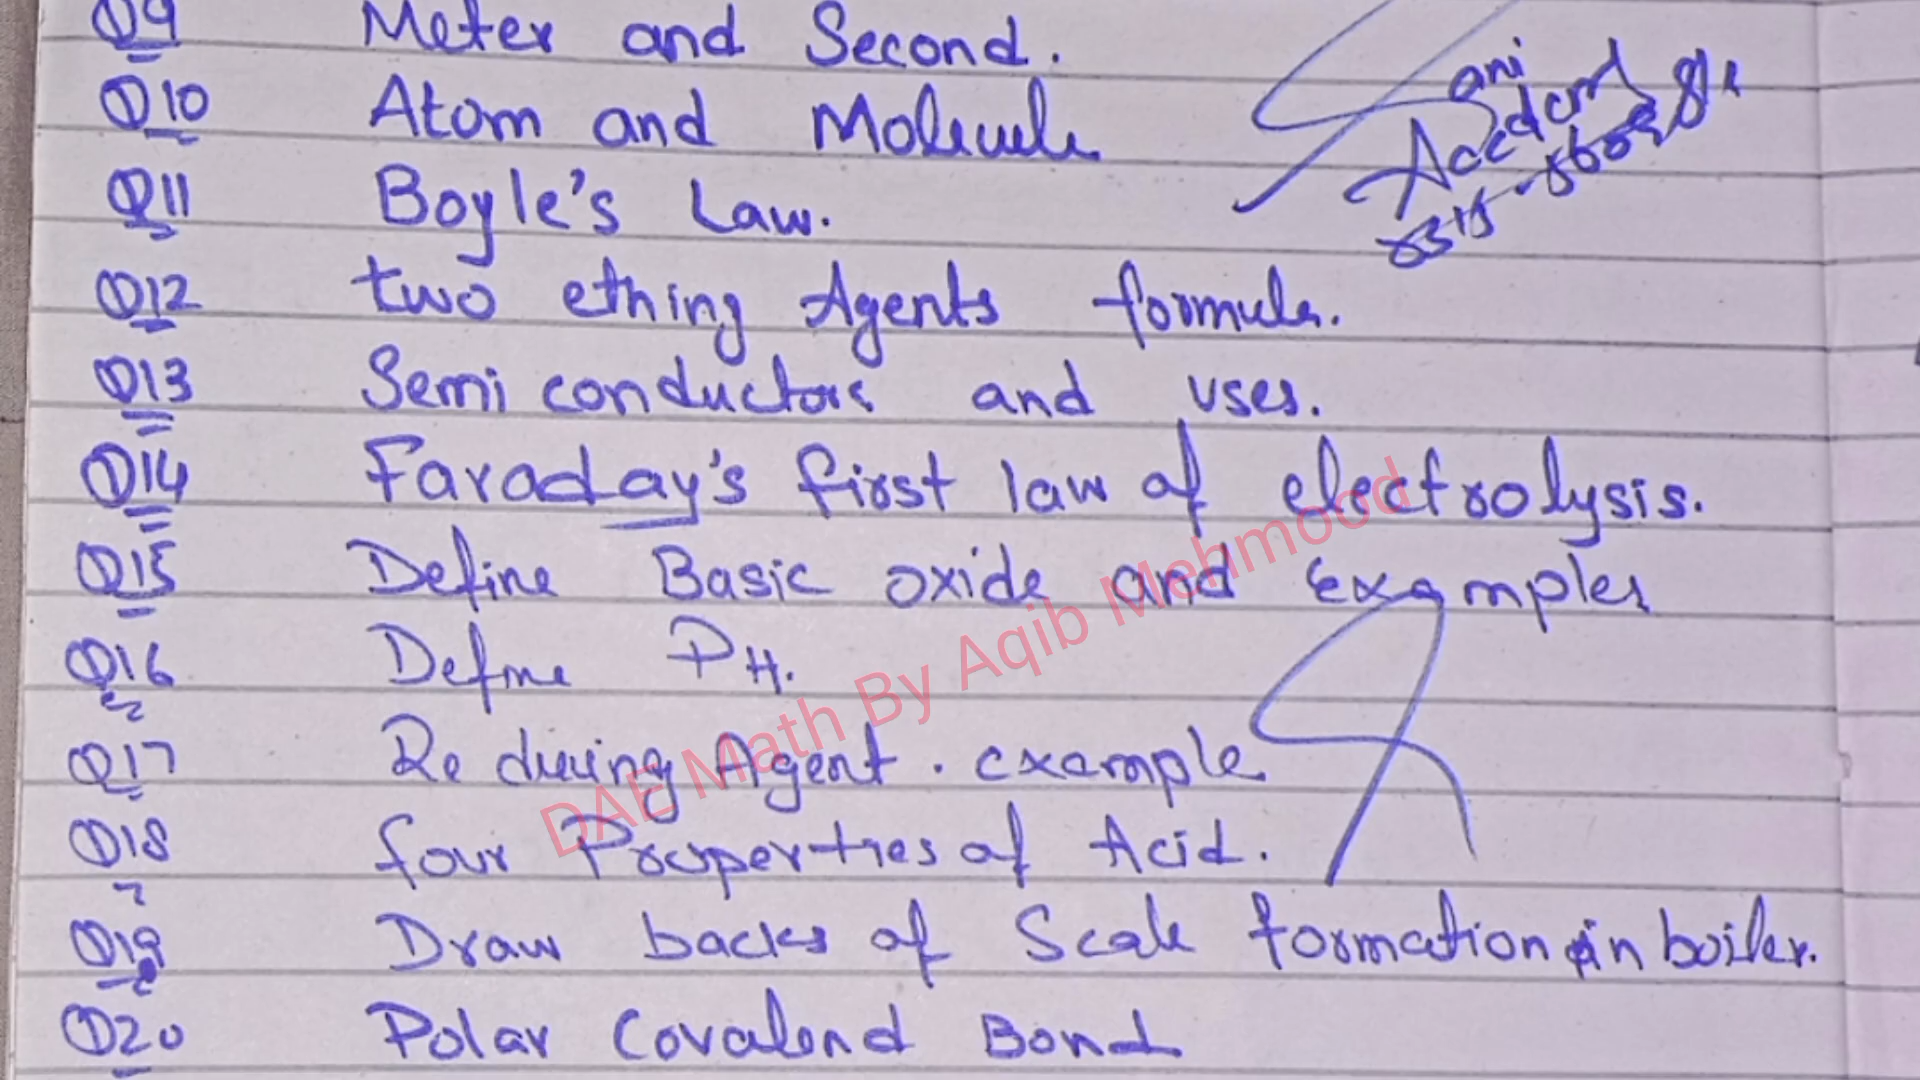 Q9 Meter and Second.
Q10 Atom and Molecule
Q11 Boyle's Law.
Q12 two ething Agents formula.
Q13 Semi conductors and uses.
Q14 Faraday's first law of electrolysis.
Q15 Define Basic oxide and Examples
Q16 Define PH.
Q17 Reducing Agent. example
Q18 four Properties of Acid.
Q19 Draw backs of Scale formation in boiler.
Q20 Polar Covalend Bond
DAE Math By Aqib Mehmood